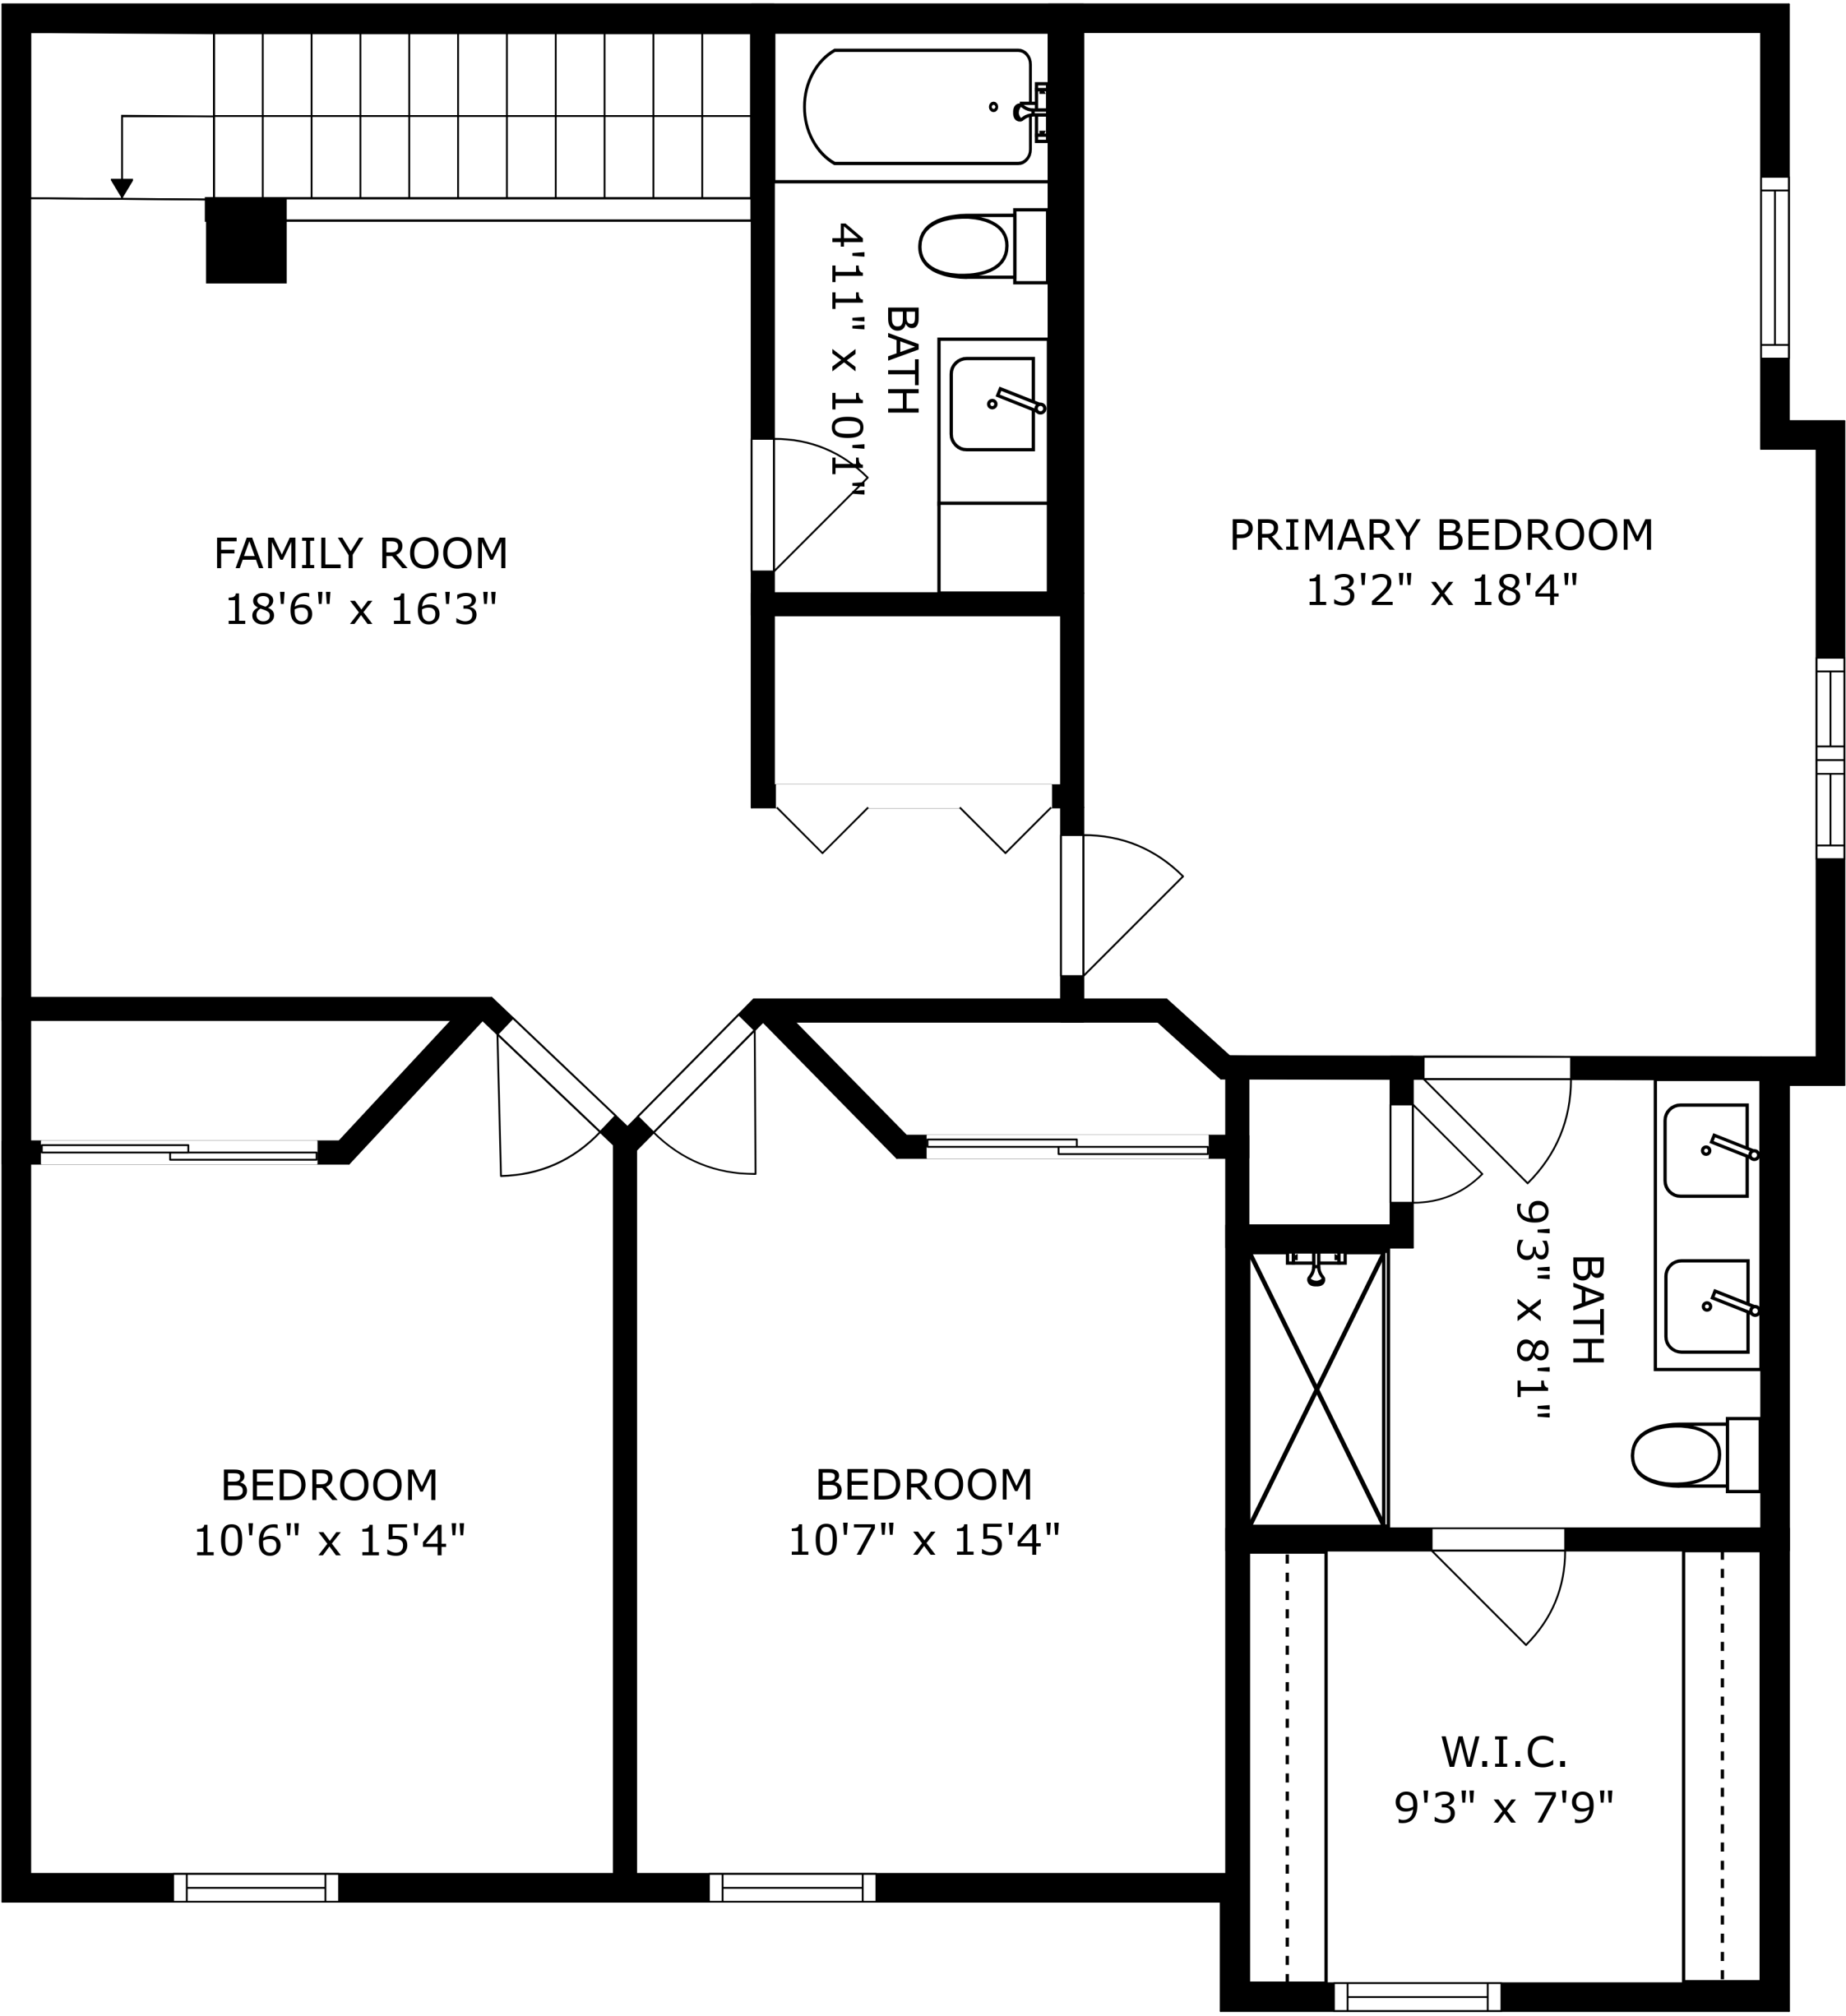 BATH
4'11" x 10'1"
FAMILY ROOM
18'6" x 16'3"
PRIMARY BEDROOM
13'2" x 18'4"
BATH
9'3" x 8'1"
BEDROOM
10'6" x 15'4"
BEDROOM
10'7" x 15'4"
W.I.C.
9'3" x 7'9"